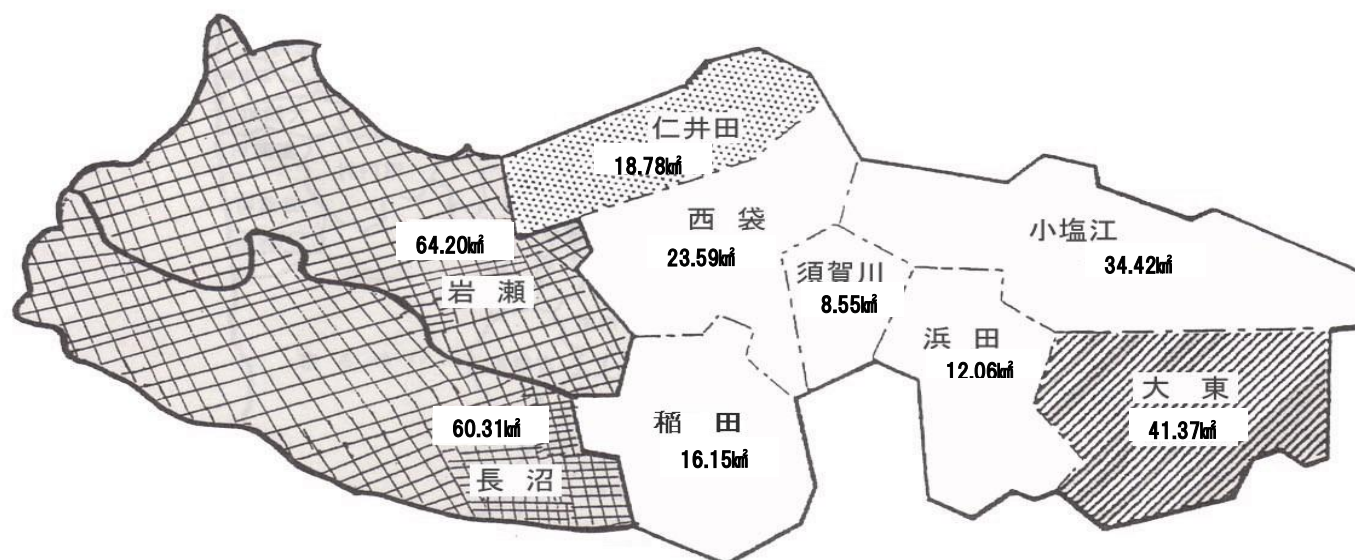 仁井田
18.78㎢
西袋
23.59㎢
小塩江
34.42㎢
64.20㎢
岩瀬
須賀川
8.55㎢
浜田
12.06㎢
大東
41.37㎢
60.31㎢
長沼
稲田
16.15㎢